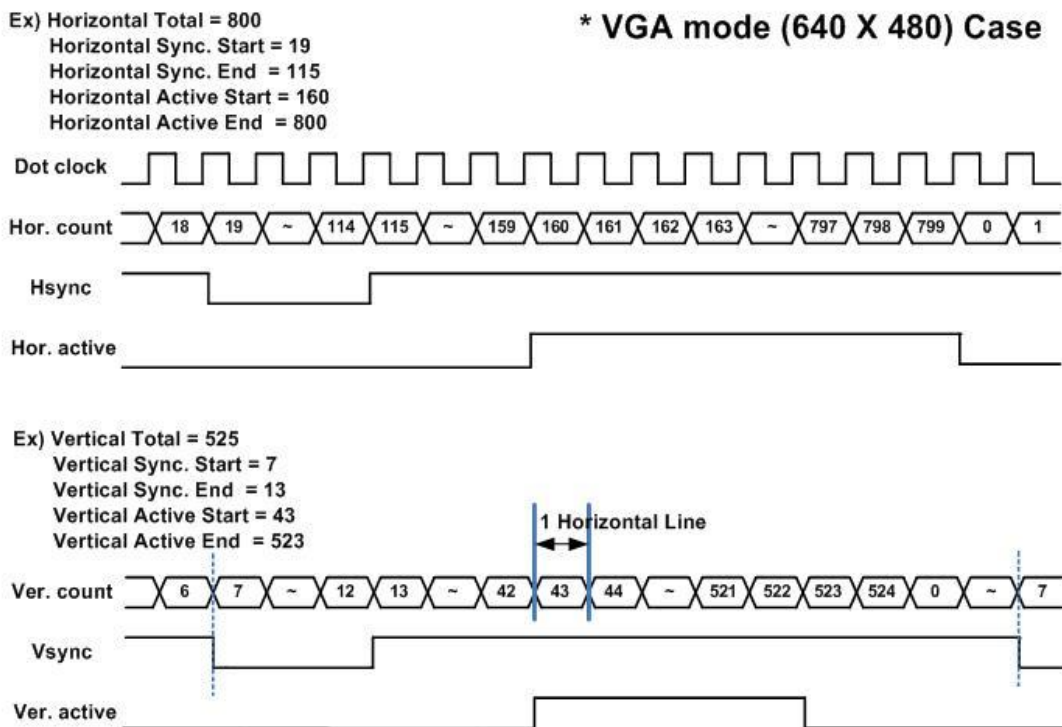 Ex) Horizontal Total = 800
* VGA mode (640 X 480) Case
Horizontal Sync. Start = 19
Horizontal Sync. End = 115
Horizontal Active Start = 160
Horizontal Active End = 800
Dot clock
Hor. count 18 19 ~ 114 115 ~ 159 160 161 162 163 ~ 797 798 799 0 1
Hsync
Hor. active
Ex) Vertical Total = 525
Vertical Sync. Start = 7
Vertical Sync. End = 13
Vertical Active Start = 43
Vertical Active End = 523
1 Horizontal Line
Ver. count 6 7 ~ 12 13 ~ 42 43 44 ~ 521 522 523 524 0 ~ 7
Vsync
Ver. active